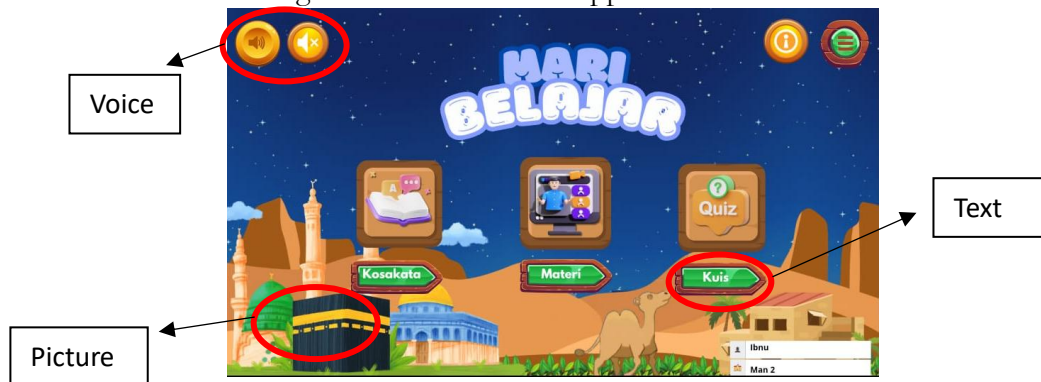 Voice
MARI
BELAJAR
A
?
Quiz
Text
Kosakata
Materi
Kuis
Picture
Ibnu
Man 2